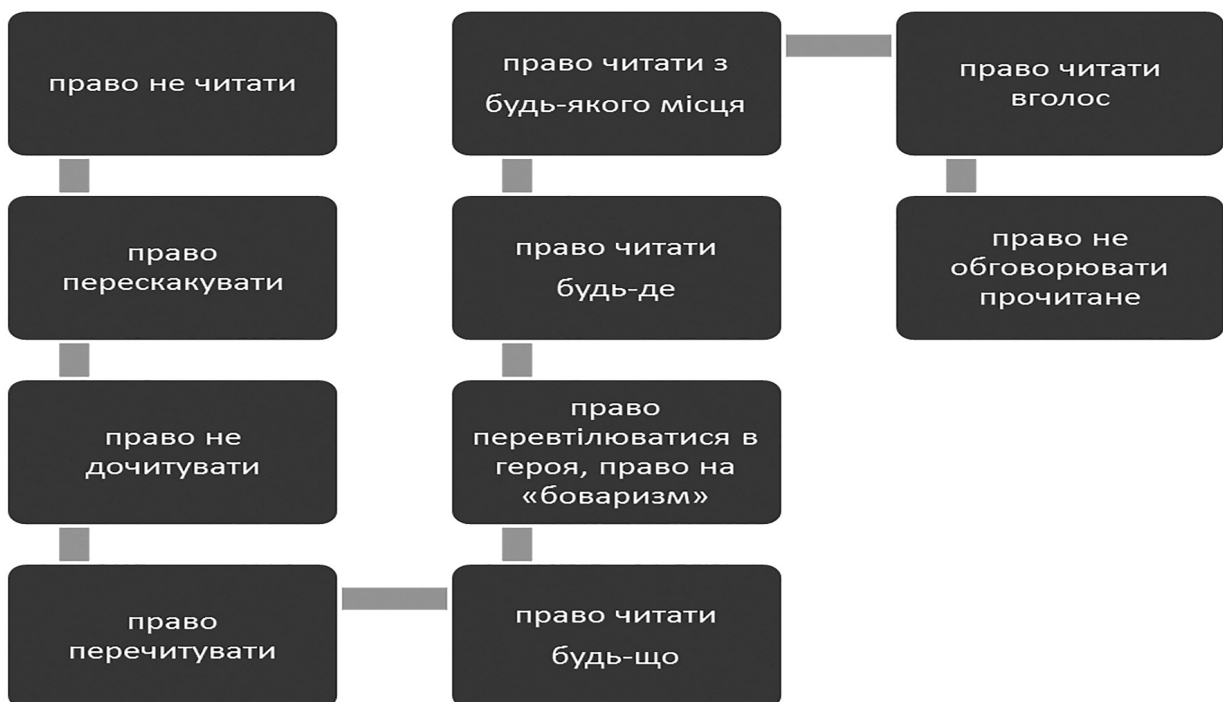 право не читати
право
перескакувати
право не
дочитувати
право
перечитувати
право читати
будь-що
право
перевтілюватися в
героя, право на
«боваризм»
право читати
будь-де
право читати з
будь-якого місця
право читати
вголос
право не
обговорювати
прочитане